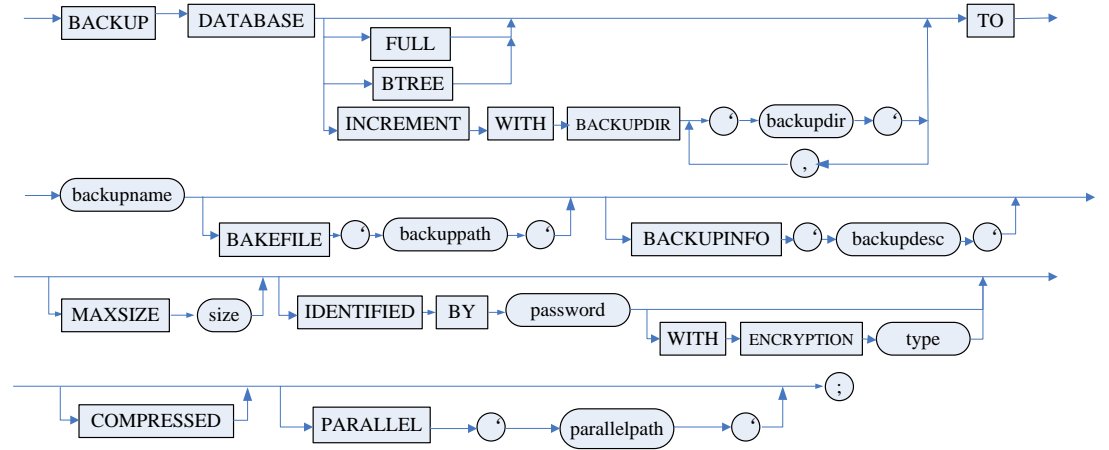 BACKUP DATABASE TO
FULL
BTREE
INCREMENT WITH BACKUPDIR ‘ backupdir ‘
,
backupname
BAKEFILE ‘ backuppath ‘ BACKUPINFO ‘ backupdesc ‘
MAXSIZE size IDENTIFIED BY password
WITH ENCRYPTION type
;
COMPRESSED PARALLEL ‘ parallelpath ‘